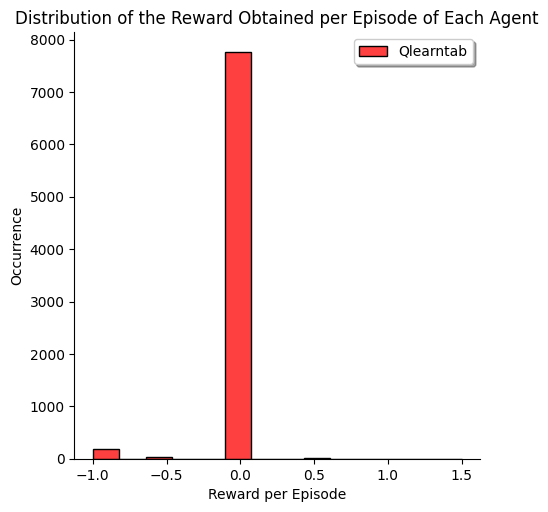 Distribution of the Reward Obtained per Episode of Each Agent
Qlearntab
8000
7000
6000
5000
4000
3000
2000
1000
0
Occurrence
−1.0 −0.5 0.0 0.5 1.0 1.5
Reward per Episode